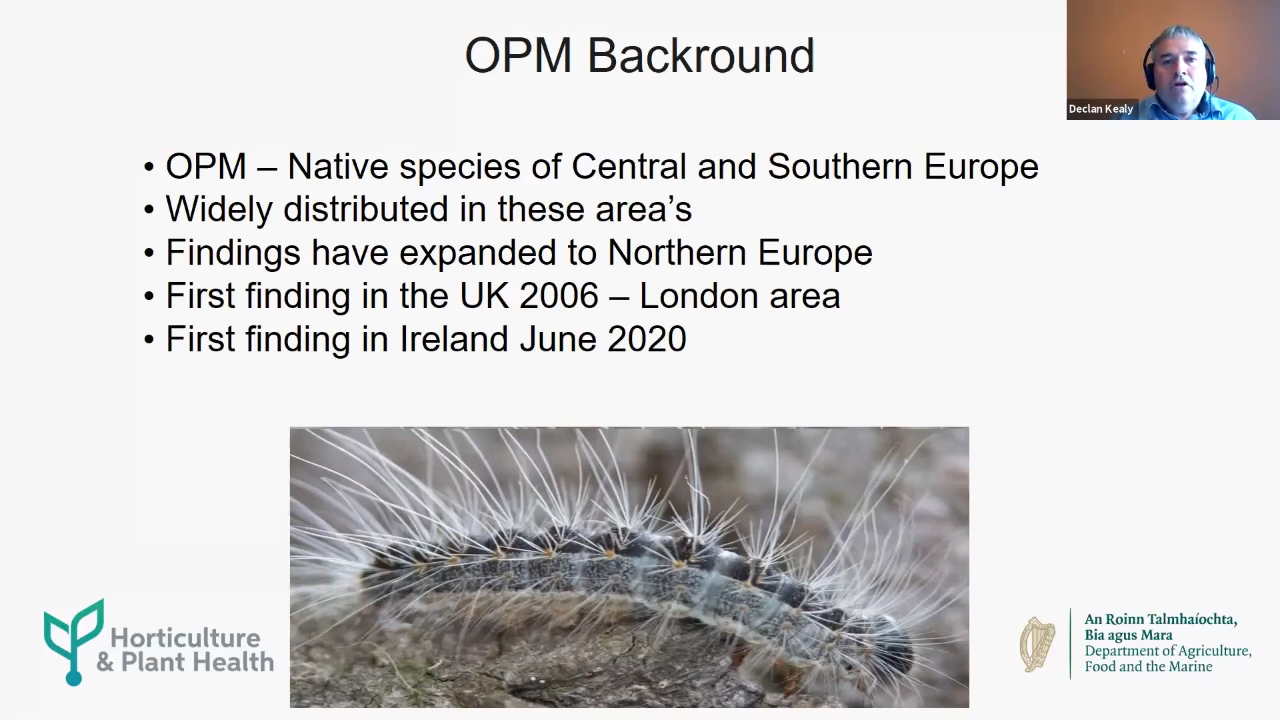 OPM Backround
Declan Kealy
• OPM – Native species of Central and Southern Europe
• Widely distributed in these area’s
• Findings have expanded to Northern Europe
• First finding in the UK 2006 – London area
• First finding in Ireland June 2020
Horticulture
& Plant Health
An Roinn Talmhaíochta,
Bia agus Mara
Department of Agriculture,
Food and the Marine